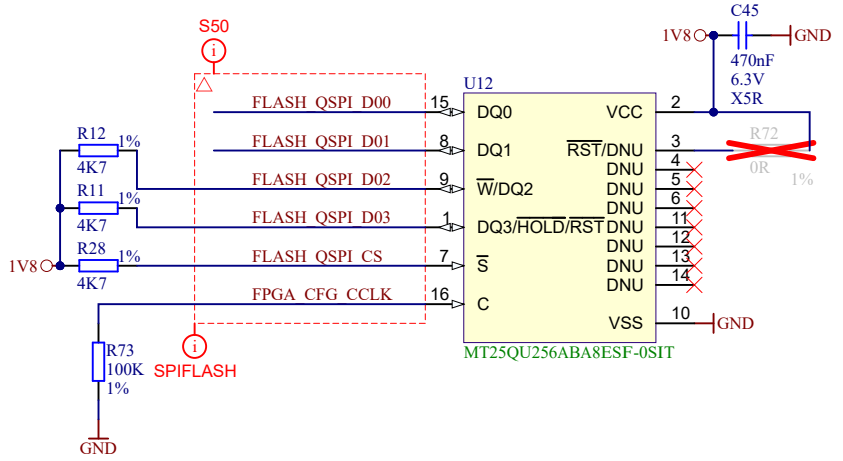 S50
i
C45
1V8
GND
470nF
6.3V
X5R
U12
FLASH_QSPI_D00
15
DQ0
VCC
2
FLASH_QSPI_D01
8
DQ1
RST/DNU
3
R72
0R
1%
R12
1%
4K7
FLASH_QSPI_D02
9
W/DQ2
DNU
4
DNU
5
R11
1%
4K7
FLASH_QSPI_D03
1
DQ3/HOLD/RST
DNU
6
DNU
11
DNU
12
1V8
R28
1%
4K7
FLASH_QSPI_CS
7
S
DNU
13
DNU
14
FPGA_CFG_CCLK
16
C
VSS
10
GND
R73
100K
1%
GND
i
SPIFLASH
MT25QU256ABA8ESF-0SIT